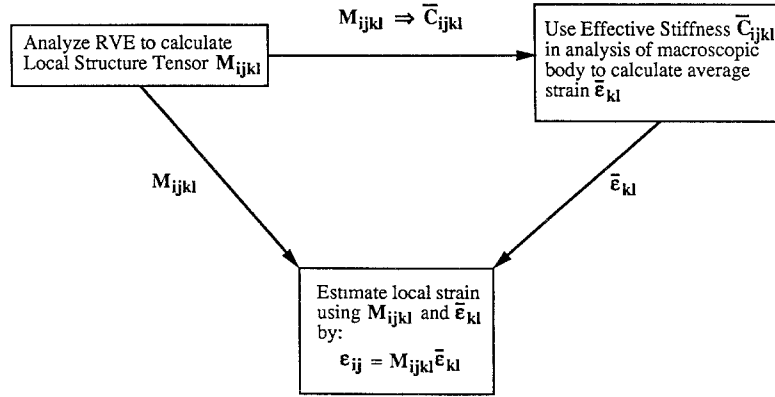 M̄ijkl ⇒ C̄ijkl
Analyze RVE to calculate
Local Structure Tensor Mijkl
Use Effective Stiffness C̄ijkl
in analysis of macroscopic
body to calculate average
strain ε̄kl
Mijkl
ε̄kl
Estimate local strain
using Mijkl and ε̄kl
by:
εij = Mijkl ε̄kl